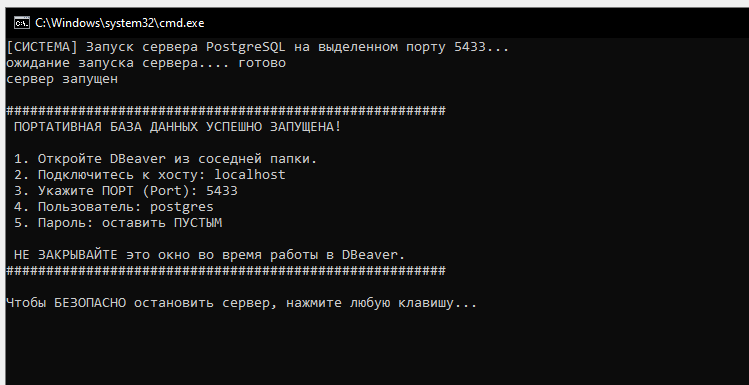 C:\Windows\system32\cmd.exe
[СИСТЕМА] Запуск сервера PostgreSQL на выделенном порту 5433...
ожидание запуска сервера.... готово
сервер запущен
#######################################################
ПОРТАТИВНАЯ БАЗА ДАННЫХ УСПЕШНО ЗАПУЩЕНА!
1. Откройте DBeaver из соседней папки.
2. Подключитесь к хосту: localhost
3. Укажите ПОРТ (Port): 5433
4. Пользователь: postgres
5. Пароль: оставить ПУСТЫМ
НЕ ЗАКРЫВАЙТЕ это окно во время работы в DBeaver.
#######################################################
Чтобы БЕЗОПАСНО остановить сервер, нажмите любую клавишу...